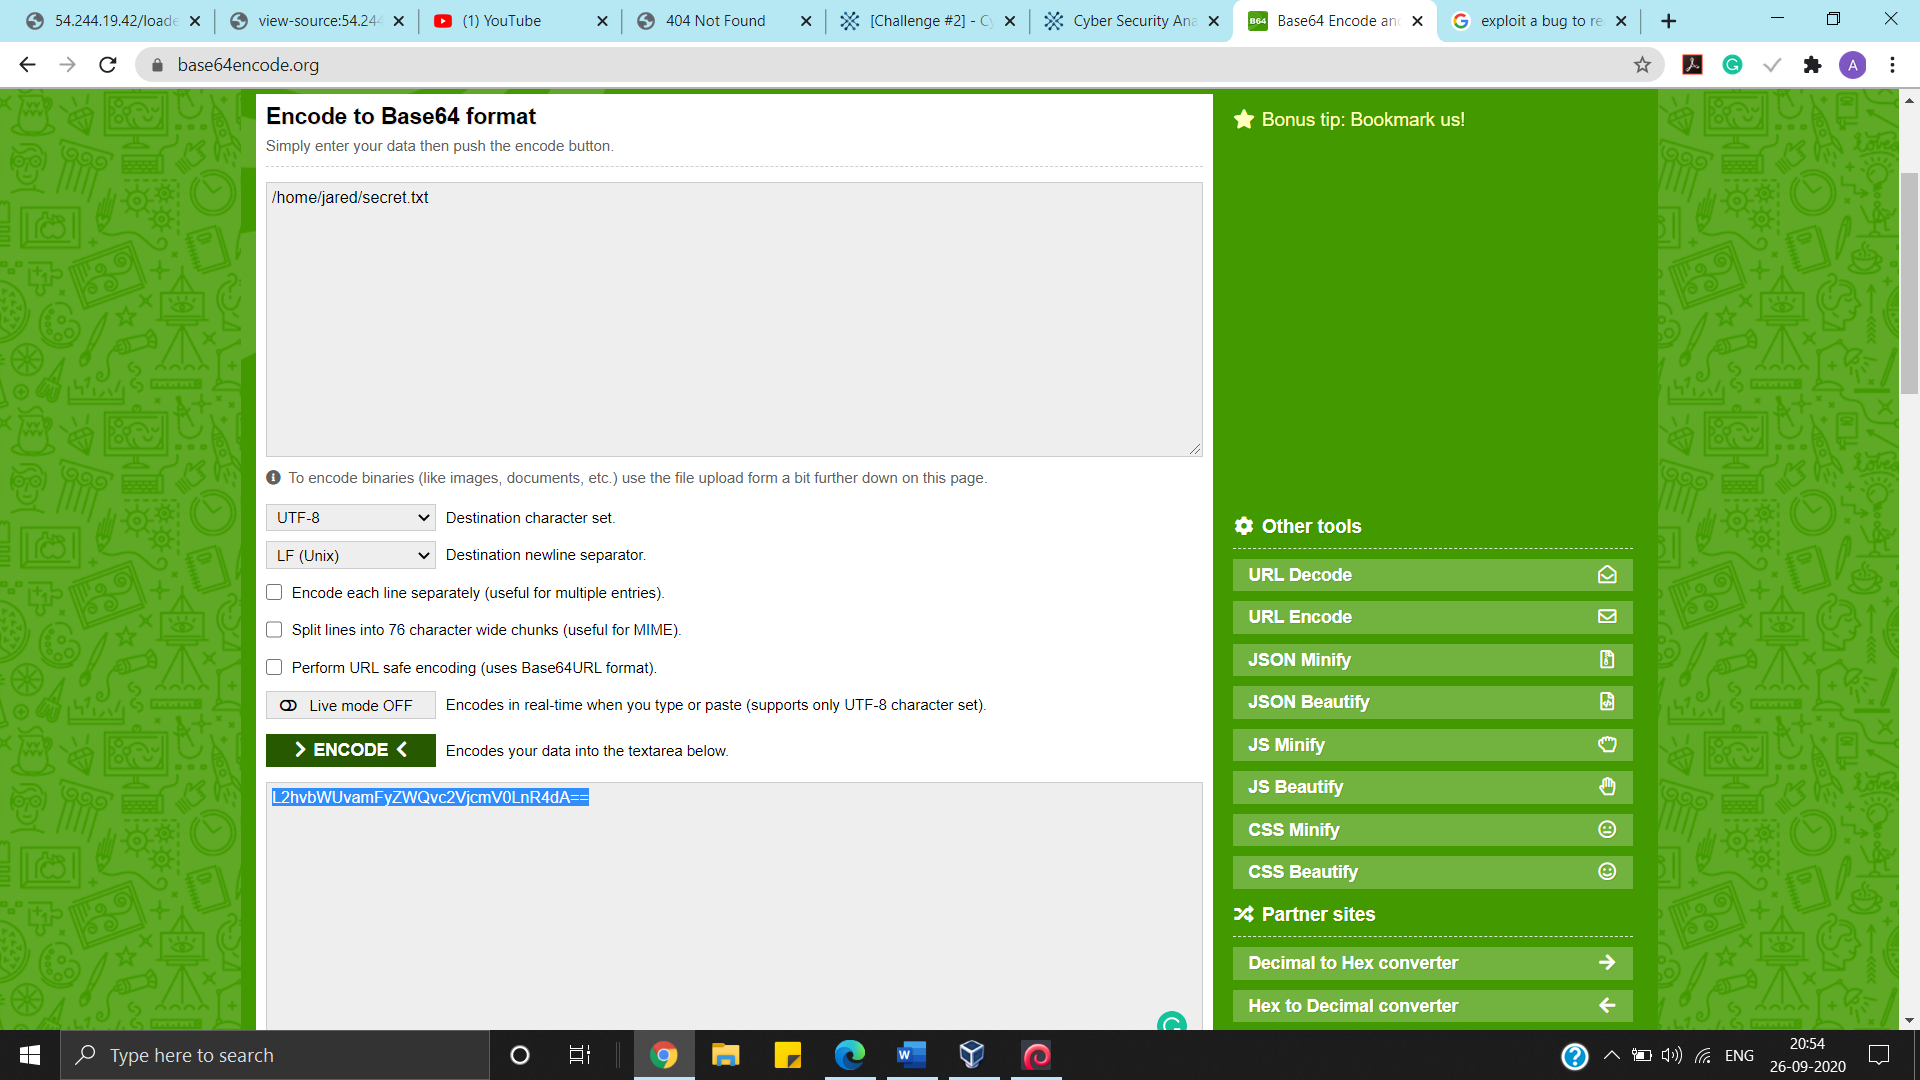 54.244.19.42/loade
view-source:54.244
(1) YouTube
404 Not Found
[Challenge #2] - Cy
Cyber Security Ana
B64
Base64 Encode and
exploit a bug to re
base64encode.org
A
Encode to Base64 format
Simply enter your data then push the encode button.
/home/jared/secret.txt
To encode binaries (like images, documents, etc.) use the file upload form a bit further down on this page.
UTF-8
Destination character set.
LF (Unix)
Destination newline separator.
Encode each line separately (useful for multiple entries).
Split lines into 76 character wide chunks (useful for MIME).
Perform URL safe encoding (uses Base64URL format).
Live mode OFF
Encodes in real-time when you type or paste (supports only UTF-8 character set).
> ENCODE <
Encodes your data into the textarea below.
L2hvbWUvamFyZWQvc2VjcmV0LnR4dA==
Bonus tip: Bookmark us!
Other tools
URL Decode
URL Encode
JSON Minify
JSON Beautify
JS Minify
JS Beautify
CSS Minify
CSS Beautify
Partner sites
Decimal to Hex converter
Hex to Decimal converter
Type here to search
ENG
20:54
26-09-2020